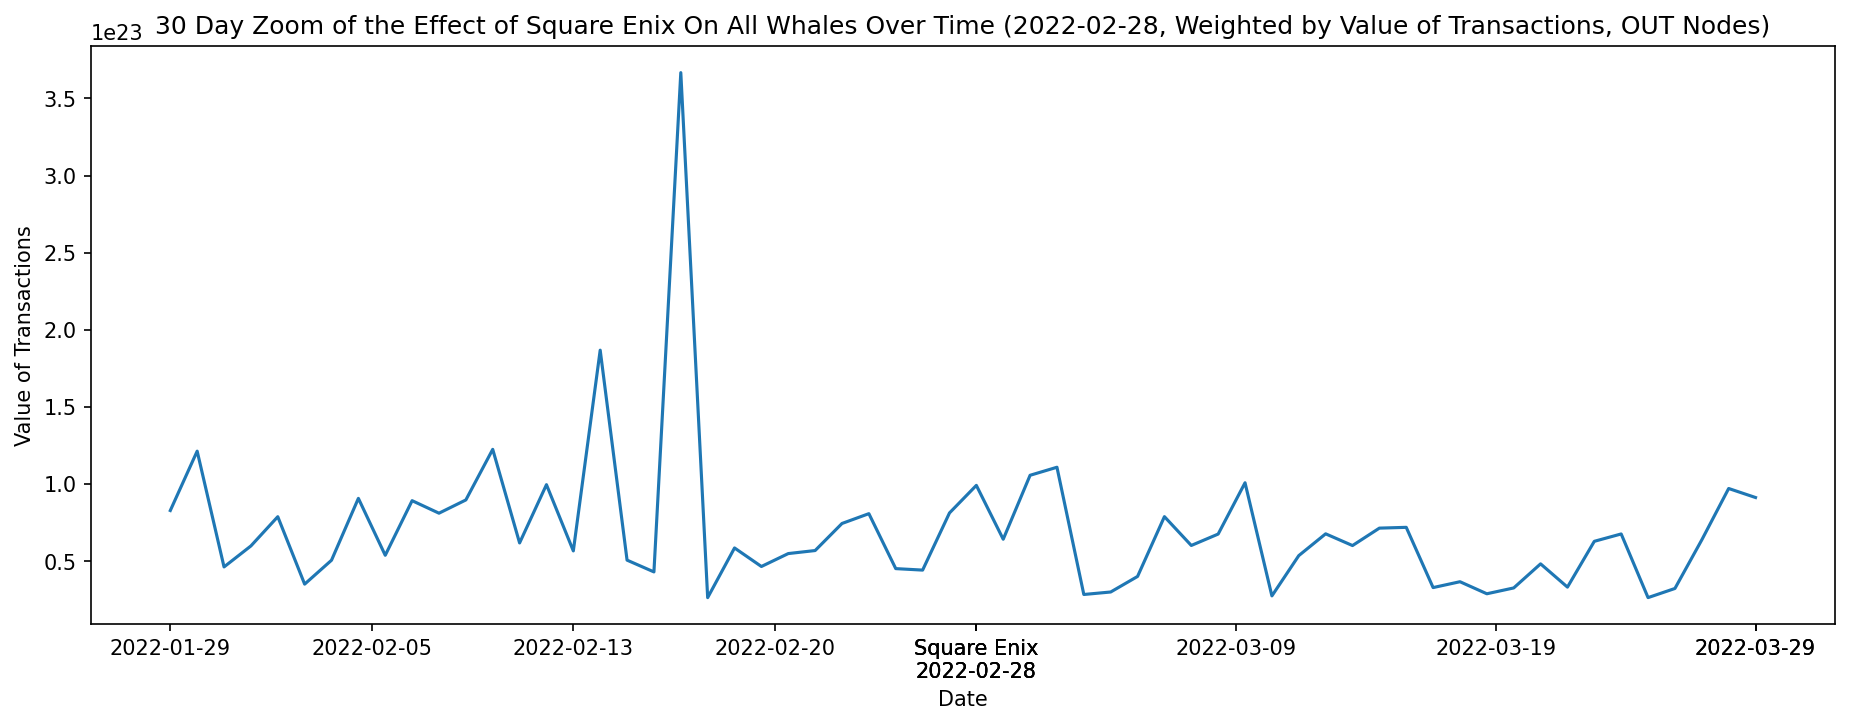 30 Day Zoom of the Effect of Square Enix On All Whales Over Time (2022-02-28, Weighted by Value of Transactions, OUT Nodes)
1e23
3.5
3.0
2.5
2.0
1.5
1.0
0.5
Value of Transactions
2022-01-29 2022-02-05 2022-02-13 2022-02-20 Square Enix 2022-03-09 2022-03-19 2022-03-29
2022-02-28
Date